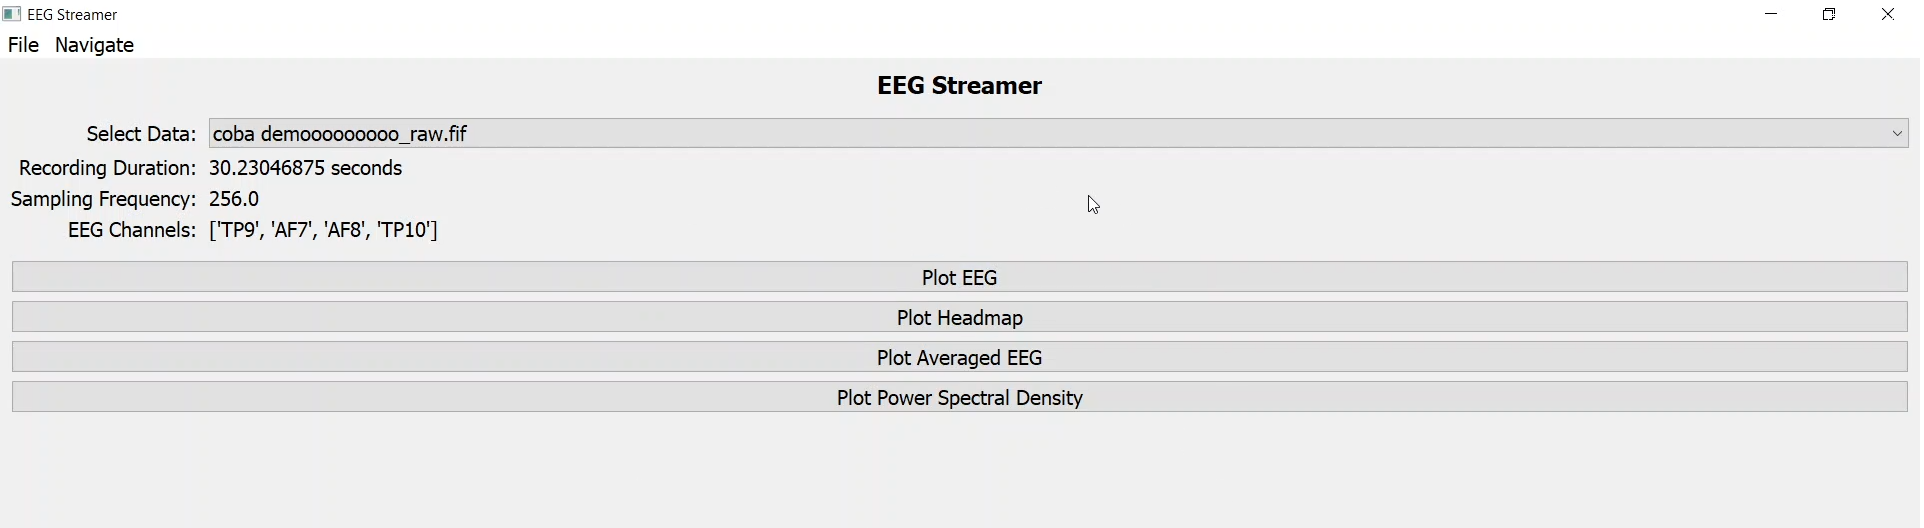 EEG Streamer
File Navigate
EEG Streamer
Select Data: coba demooooooooo_raw.fif
Recording Duration: 30.23046875 seconds
Sampling Frequency: 256.0
EEG Channels: ['TP9', 'AF7', 'AF8', 'TP10']
Plot EEG
Plot Headmap
Plot Averaged EEG
Plot Power Spectral Density